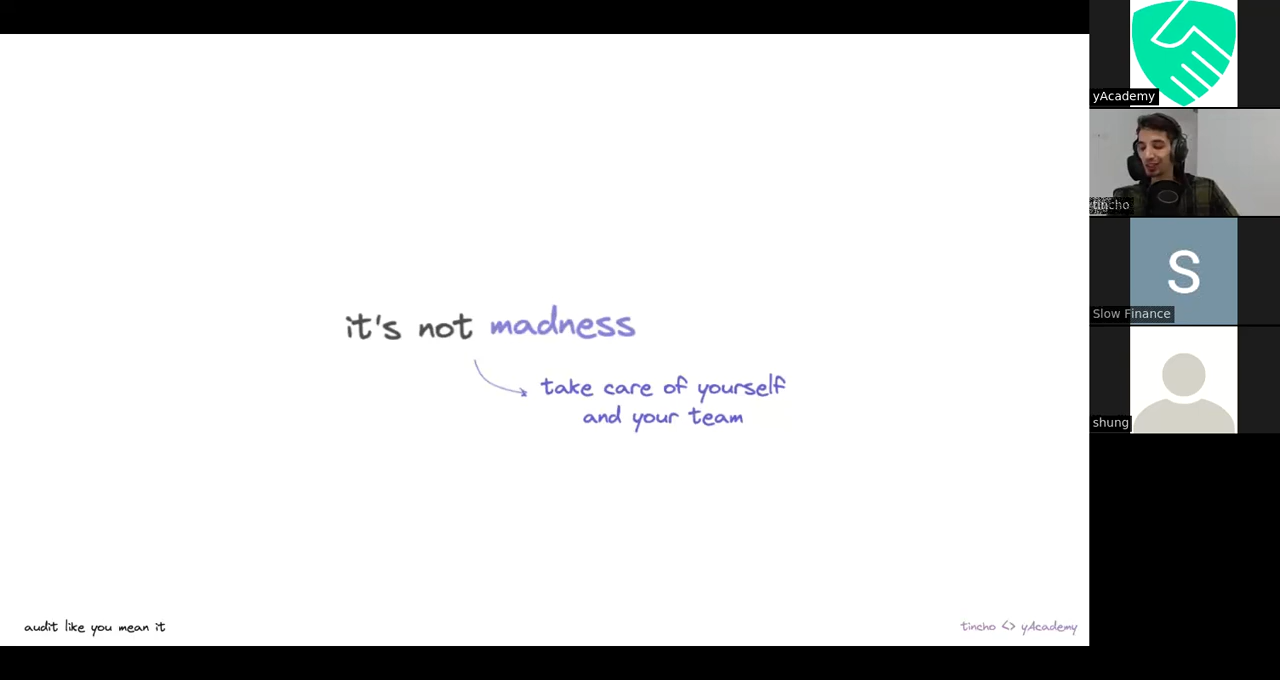 it's not madness
take care of yourself
and your team
audit like you mean it
tincho <> yAcademy
yAcademy
tincho
S
Slow Finance
shung